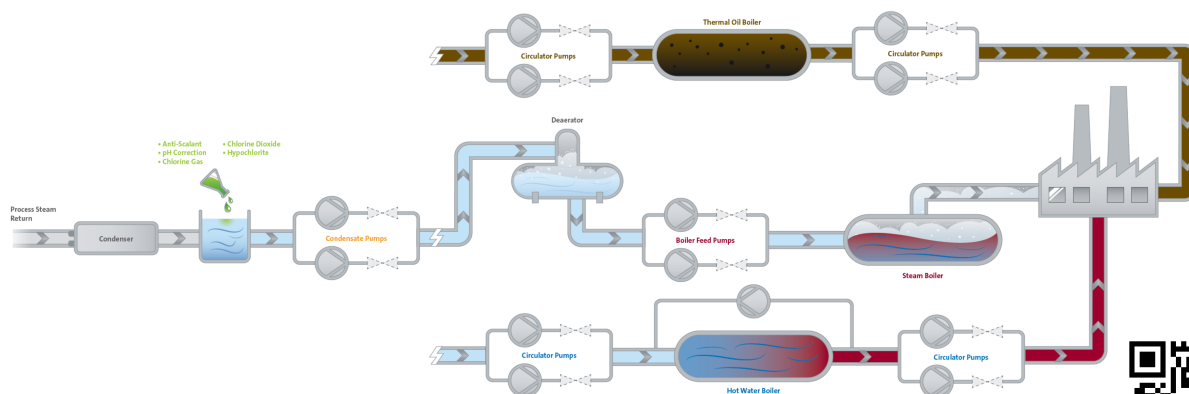 Thermal Oil Boiler
Circulator Pumps
Circulator Pumps
Deaerator
• Anti-Scalant
• pH Correction
• Chlorine Gas
• Chlorine Dioxide
• Hypochlorite
Process Steam
Return
Condenser
Condensate Pumps
Boiler Feed Pumps
Steam Boiler
Circulator Pumps
Circulator Pumps
Hot Water Boiler